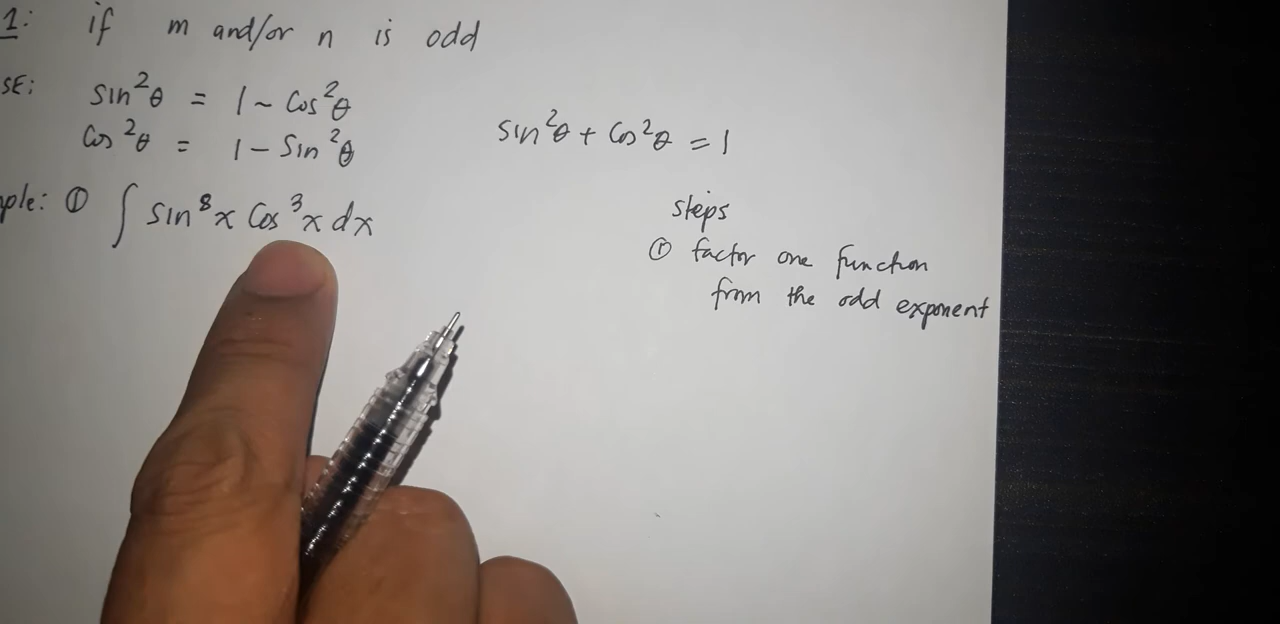 1: if m and/or n is odd
SE: sin²θ = 1 - Cos²θ
Cos²θ = 1 - Sin²θ
sin²θ + Cos²θ = 1
mple: ① ∫ sin⁸x Cos³x dx
steps
① factor one function
from the odd exponent